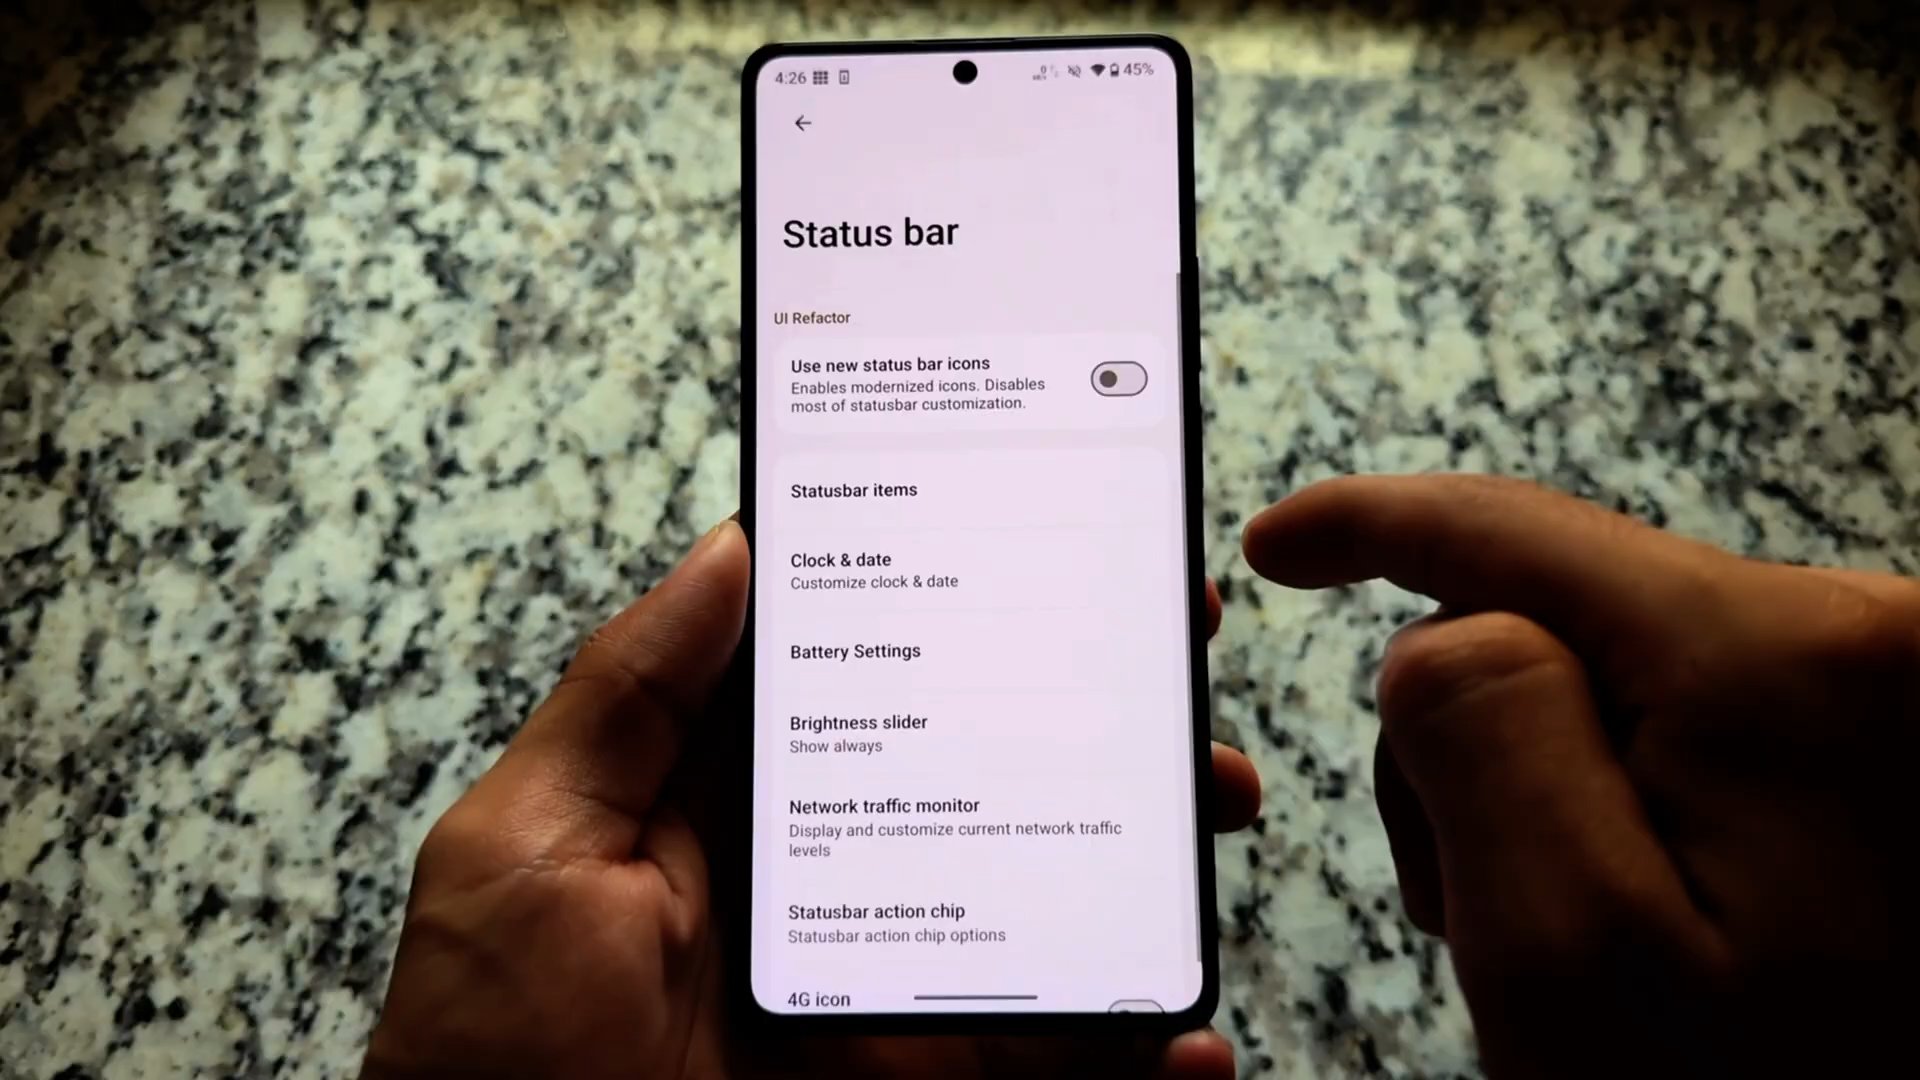 4:26
45%
Status bar
UI Refactor
Use new status bar icons
Enables modernized icons. Disables
most of statusbar customization.
Statusbar items
Clock & date
Customize clock & date
Battery Settings
Brightness slider
Show always
Network traffic monitor
Display and customize current network traffic
levels
Statusbar action chip
Statusbar action chip options
4G icon